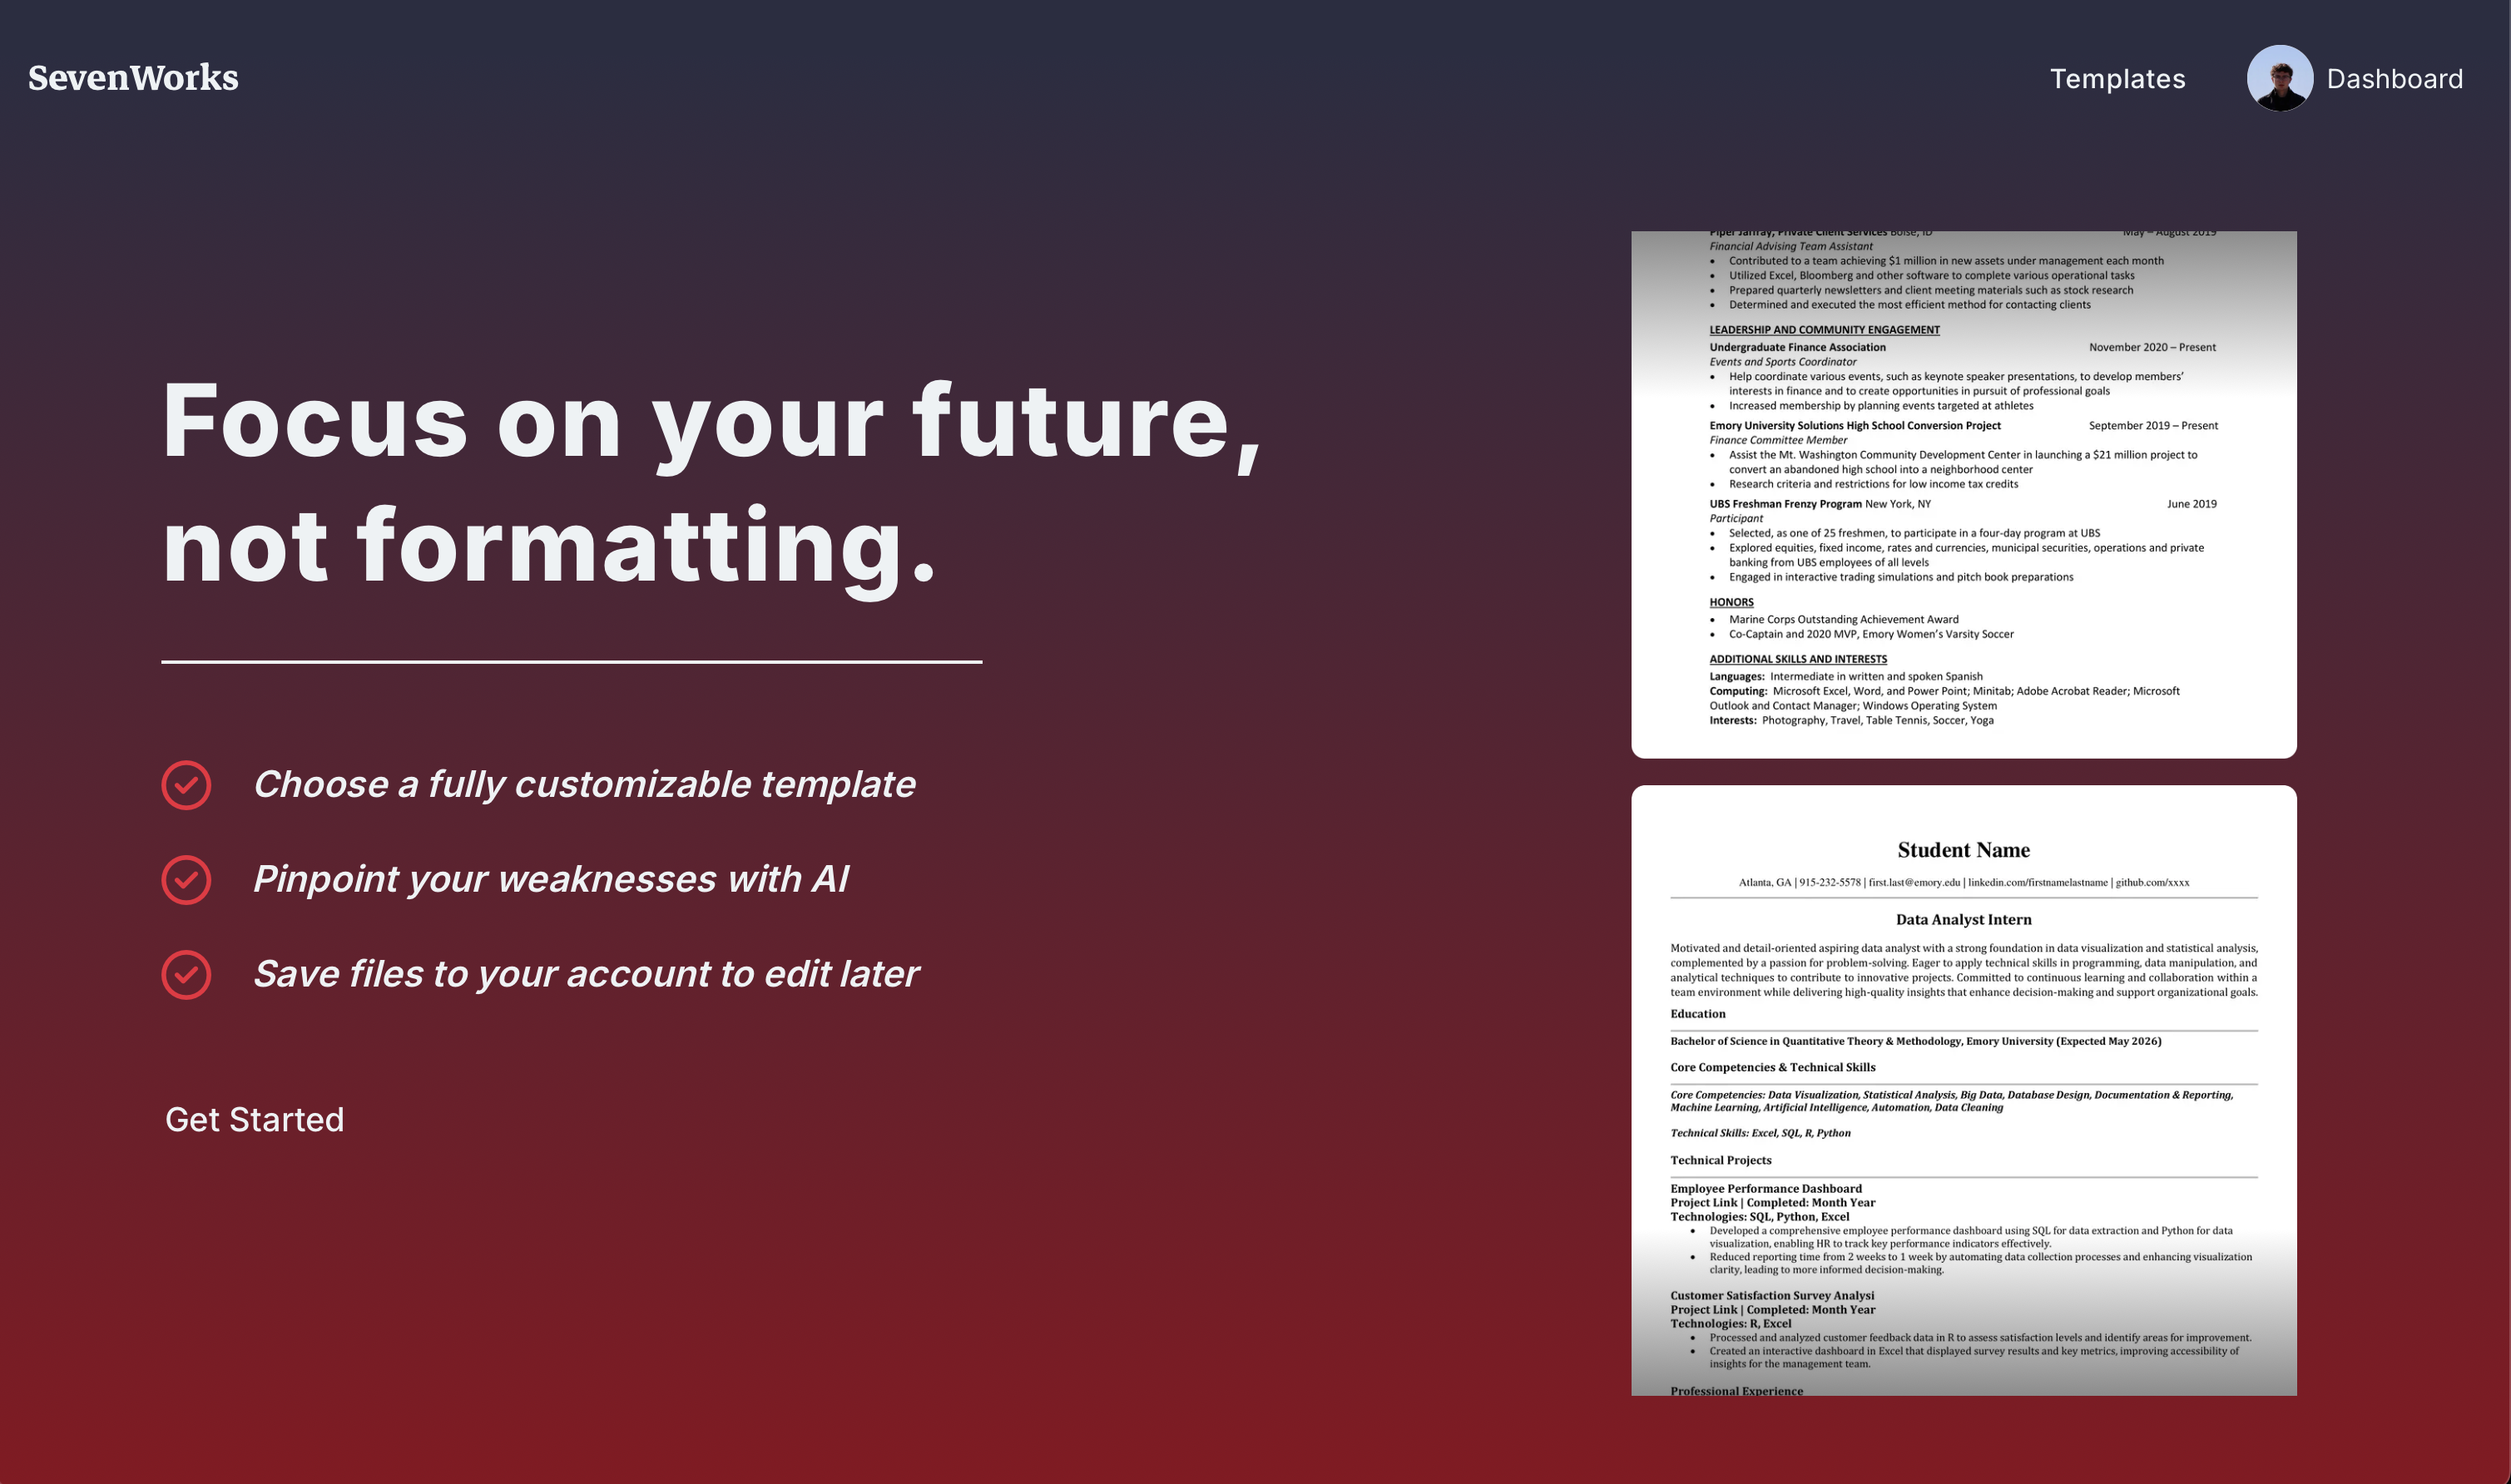 SevenWorks
Templates
Dashboard
Focus on your future,
not formatting.
Choose a fully customizable template
Pinpoint your weaknesses with AI
Save files to your account to edit later
Get Started
Piper Jaffray, Private Client Services Boise, ID May – August 2019
Financial Advising Team Assistant
• Contributed to a team achieving $1 million in new assets under management each month
• Utilized Excel, Bloomberg and other software to complete various operational tasks
• Prepared quarterly newsletters and client meeting materials such as stock research
• Determined and executed the most efficient method for contacting clients
LEADERSHIP AND COMMUNITY ENGAGEMENT
Undergraduate Finance Association November 2020 – Present
Events and Sports Coordinator
• Help coordinate various events, such as keynote speaker presentations, to develop members’
interests in finance and to create opportunities in pursuit of professional goals
• Increased membership by planning events targeted at athletes
Emory University Solutions High School Conversion Project September 2019 – Present
Finance Committee Member
• Assist the Mt. Washington Community Development Center in launching a $21 million project to
convert an abandoned high school into a neighborhood center
• Research criteria and restrictions for low income tax credits
UBS Freshman Frenzy Program New York, NY June 2019
Participant
• Selected, as one of 25 freshmen, to participate in a four-day program at UBS
• Explored equities, fixed income, rates and currencies, municipal securities, operations and private
banking from UBS employees of all levels
• Engaged in interactive trading simulations and pitch book preparations
HONORS
• Marine Corps Outstanding Achievement Award
• Co-Captain and 2020 MVP, Emory Women’s Varsity Soccer
ADDITIONAL SKILLS AND INTERESTS
Languages: Intermediate in written and spoken Spanish
Computing: Microsoft Excel, Word, and Power Point; Minitab; Adobe Acrobat Reader; Microsoft
Outlook and Contact Manager; Windows Operating System
Interests: Photography, Travel, Table Tennis, Soccer, Yoga
Student Name
Atlanta, GA | 915-232-5578 | first.last@emory.edu | linkedin.com/firstnamelastname | github.com/xxxx
Data Analyst Intern
Motivated and detail-oriented aspiring data analyst with a strong foundation in data visualization and statistical analysis,
complemented by a passion for problem-solving. Eager to apply technical skills in programming, data manipulation, and
analytical techniques to contribute to innovative projects. Committed to continuous learning and collaboration within a
team environment while delivering high-quality insights that enhance decision-making and support organizational goals.
Education
Bachelor of Science in Quantitative Theory & Methodology, Emory University (Expected May 2026)
Core Competencies & Technical Skills
Core Competencies: Data Visualization, Statistical Analysis, Big Data, Database Design, Documentation & Reporting,
Machine Learning, Artificial Intelligence, Automation, Data Cleaning
Technical Skills: Excel, SQL, R, Python
Technical Projects
Employee Performance Dashboard
Project Link | Completed: Month Year
Technologies: SQL, Python, Excel
• Developed a comprehensive employee performance dashboard using SQL for data extraction and Python for data
visualization, enabling HR to track key performance indicators effectively.
• Reduced reporting time from 2 weeks to 1 week by automating data collection processes and enhancing visualization
clarity, leading to more informed decision-making.
Customer Satisfaction Survey Analysi
Project Link | Completed: Month Year
Technologies: R, Excel
• Processed and analyzed customer feedback data in R to assess satisfaction levels and identify areas for improvement.
• Created an interactive dashboard in Excel that displayed survey results and key metrics, improving accessibility of
insights for the management team.
Professional Experience